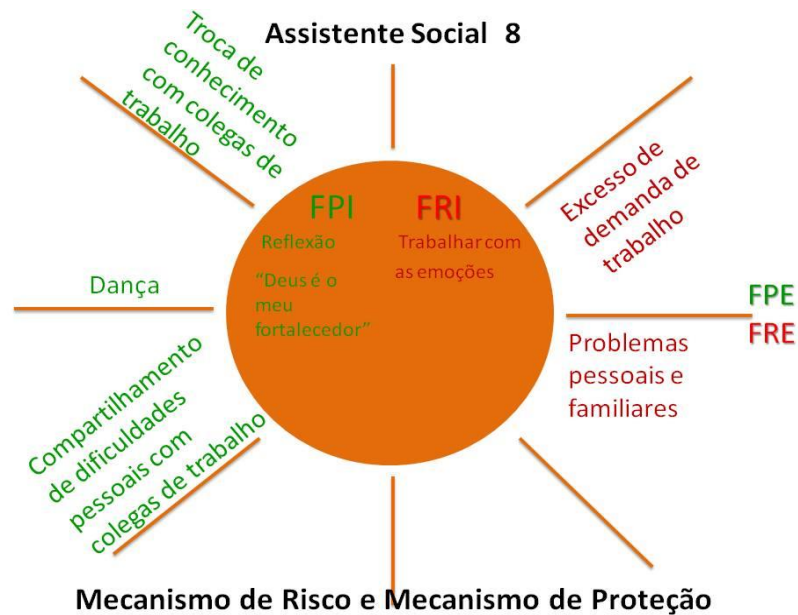 Assistente Social 8
Troca de
conhecimento
com colegas de
trabalho
Excesso de
demanda de
trabalho
FPI
Reflexão
"Deus é o
meu
fortalecedor"
FRI
Trabalhar com
as emoções
Dança
FPE
FRE
Problemas
pessoais e
familiares
Compartilhamento
de dificuldades
pessoais com
colegas de trabalho
Mecanismo de Risco e Mecanismo de Proteção